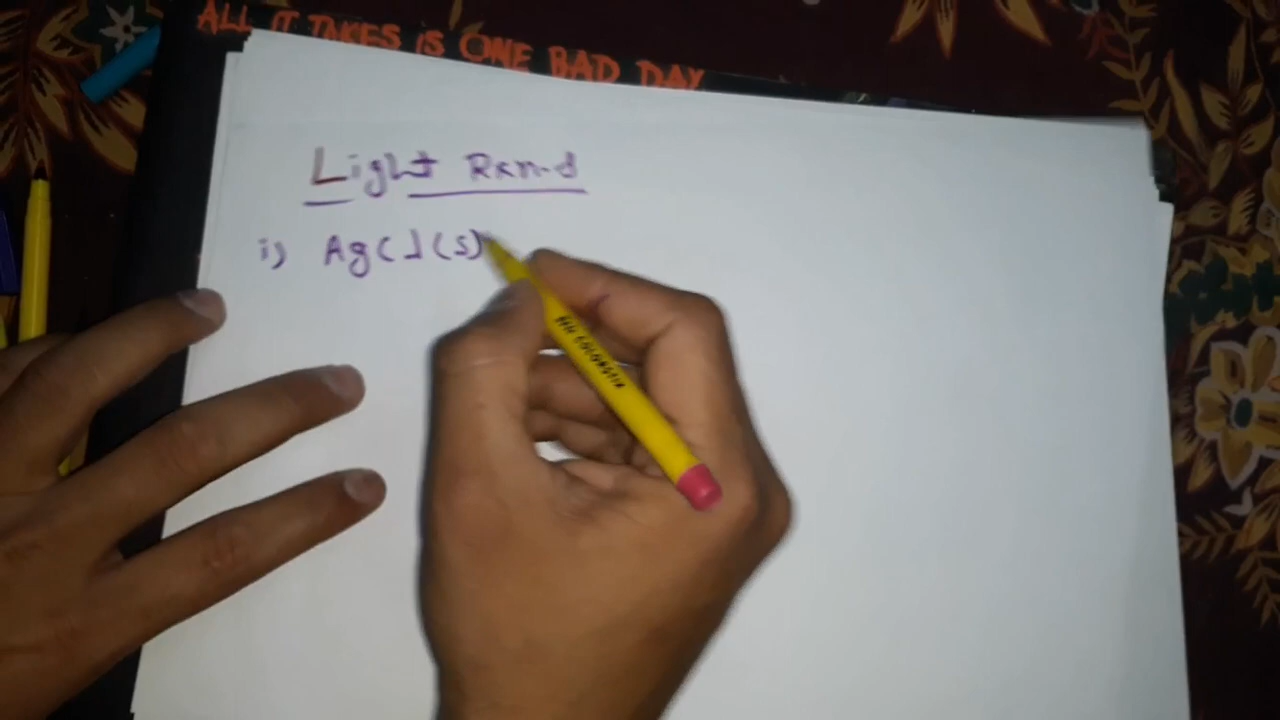 ALL IT TAKES IS ONE BAD DAY
Light Rxn-d
i) AgCl(s)